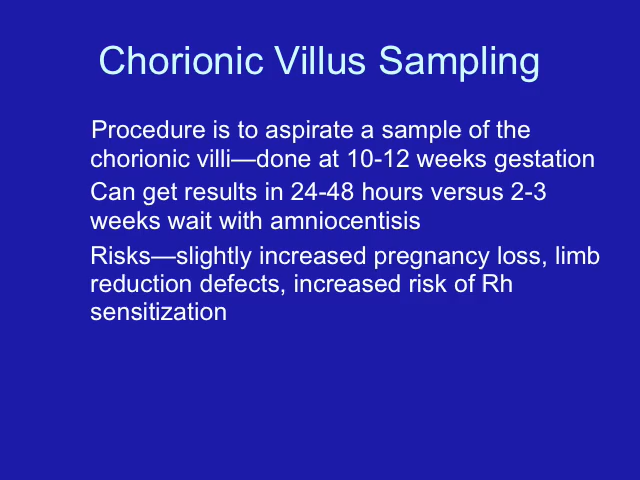 Chorionic Villus Sampling
Procedure is to aspirate a sample of the
chorionic villi—done at 10-12 weeks gestation
Can get results in 24-48 hours versus 2-3
weeks wait with amniocentisis
Risks—slightly increased pregnancy loss, limb
reduction defects, increased risk of Rh
sensitization